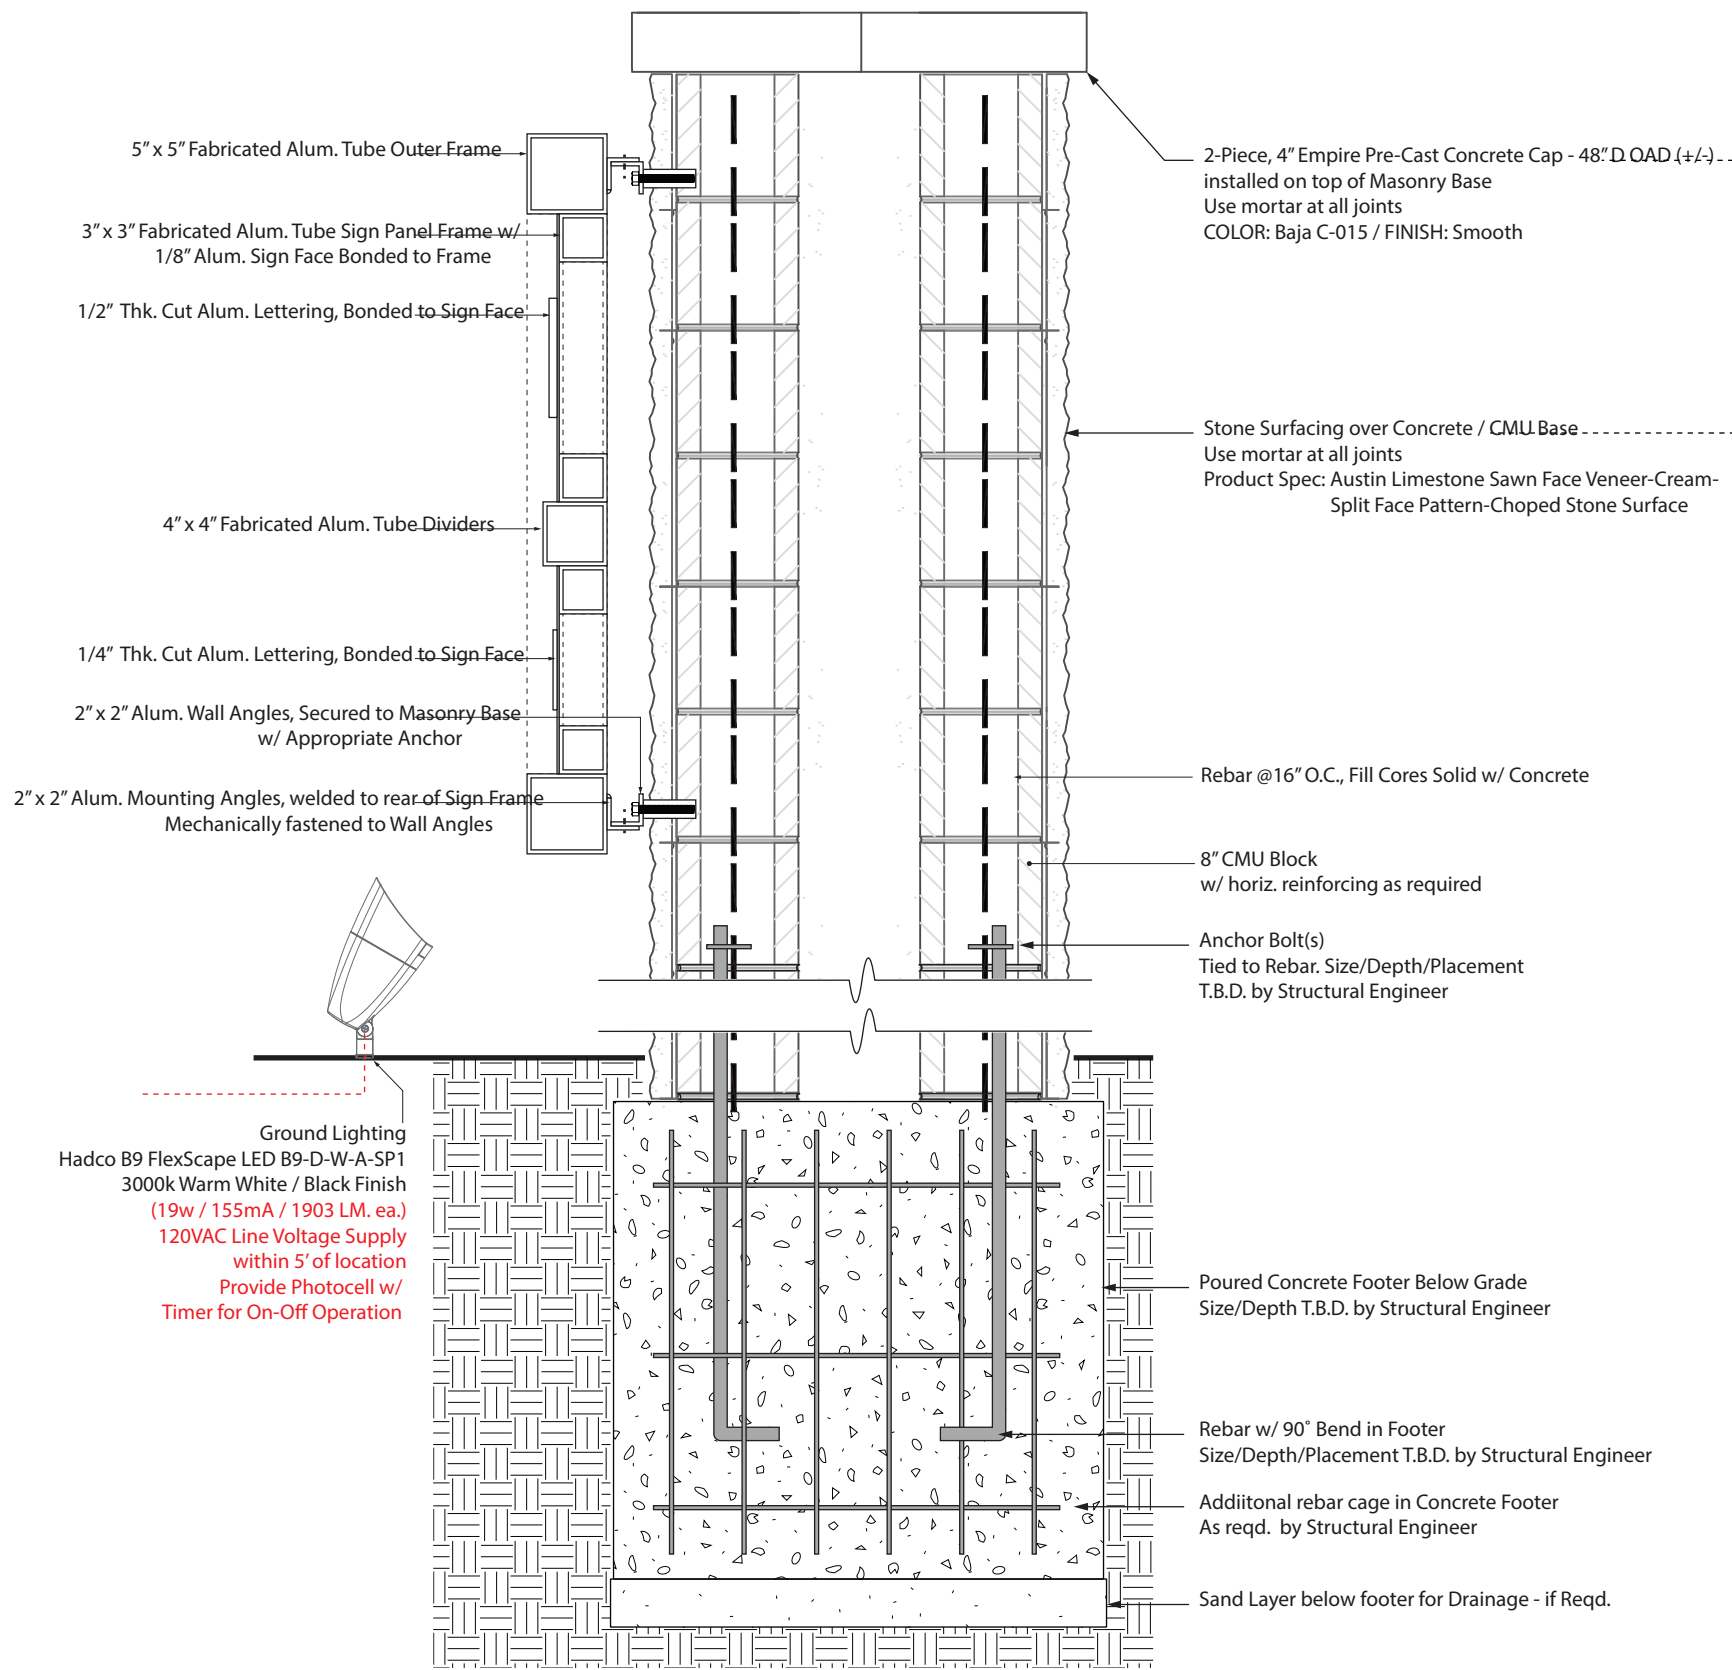 5" x 5" Fabricated Alum. Tube Outer Frame
3" x 3" Fabricated Alum. Tube Sign Panel Frame w/
1/8" Alum. Sign Face Bonded to Frame
1/2" Thk. Cut Alum. Lettering, Bonded to Sign Face
4" x 4" Fabricated Alum. Tube Dividers
1/4" Thk. Cut Alum. Lettering, Bonded to Sign Face
2" x 2" Alum. Wall Angles, Secured to Masonry Base
w/ Appropriate Anchor
2" x 2" Alum. Mounting Angles, welded to rear of Sign Frame
Mechanically fastened to Wall Angles
Ground Lighting
Hadco B9 FlexScape LED B9-D-W-A-SP1
3000k Warm White / Black Finish
(19w / 155mA / 1903 LM. ea.)
120VAC Line Voltage Supply
within 5' of location
Provide Photocell w/
Timer for On-Off Operation
2-Piece, 4" Empire Pre-Cast Concrete Cap - 48" D OAD (+/-)
installed on top of Masonry Base
Use mortar at all joints
COLOR: Baja C-015 / FINISH: Smooth
Stone Surfacing over Concrete / CMU Base
Use mortar at all joints
Product Spec: Austin Limestone Sawn Face Veneer-Cream-
Split Face Pattern-Choped Stone Surface
Rebar @16" O.C., Fill Cores Solid w/ Concrete
8" CMU Block
w/ horiz. reinforcing as required
Anchor Bolt(s)
Tied to Rebar. Size/Depth/Placement
T.B.D. by Structural Engineer
Poured Concrete Footer Below Grade
Size/Depth T.B.D. by Structural Engineer
Rebar w/ 90° Bend in Footer
Size/Depth/Placement T.B.D. by Structural Engineer
Addiitonal rebar cage in Concrete Footer
As reqd. by Structural Engineer
Sand Layer below footer for Drainage - if Reqd.